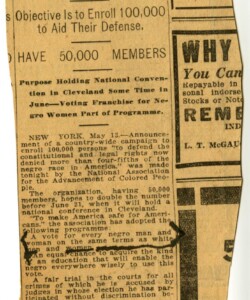 Objective Is to Enroll 100,000
to Aid Their Defense.
HAVE 50,000 MEMBERS
Purpose Holding National Conven-
tion in Cleveland Some Time in
June—Voting Franchise for Ne-
gro Women Part of Programme.
NEW YORK, May 12.—Announce-
ment of a country-wide campaign to
enroll 100,000 persons "to defend the
constitutional and legal rights now
denied more than four-fifths of the
negro race in America," was made
tonight by the National Association
for the Advancement of Colored Peo-
ple.
The organization, having 50,000
members, hopes to double the number
before June 21, when it will hold a
national conference in Cleveland.
"To make America safe for Ameri-
cans," the association has adopted the
following programme
A vote for every negro man and
woman on the same terms as white
men and
An equal chance to acquire the kind
of an education that will enable the
negro everywhere wisely to use this
vote.
A fair trial in the courts for all
crimes of which he is accused by
judges in whose election he has par-
ticipated without discrimination be-
WHY
You Can
Repayable in
sonal indorse
Stocks or Not
REME
IND
L. T. McGAU